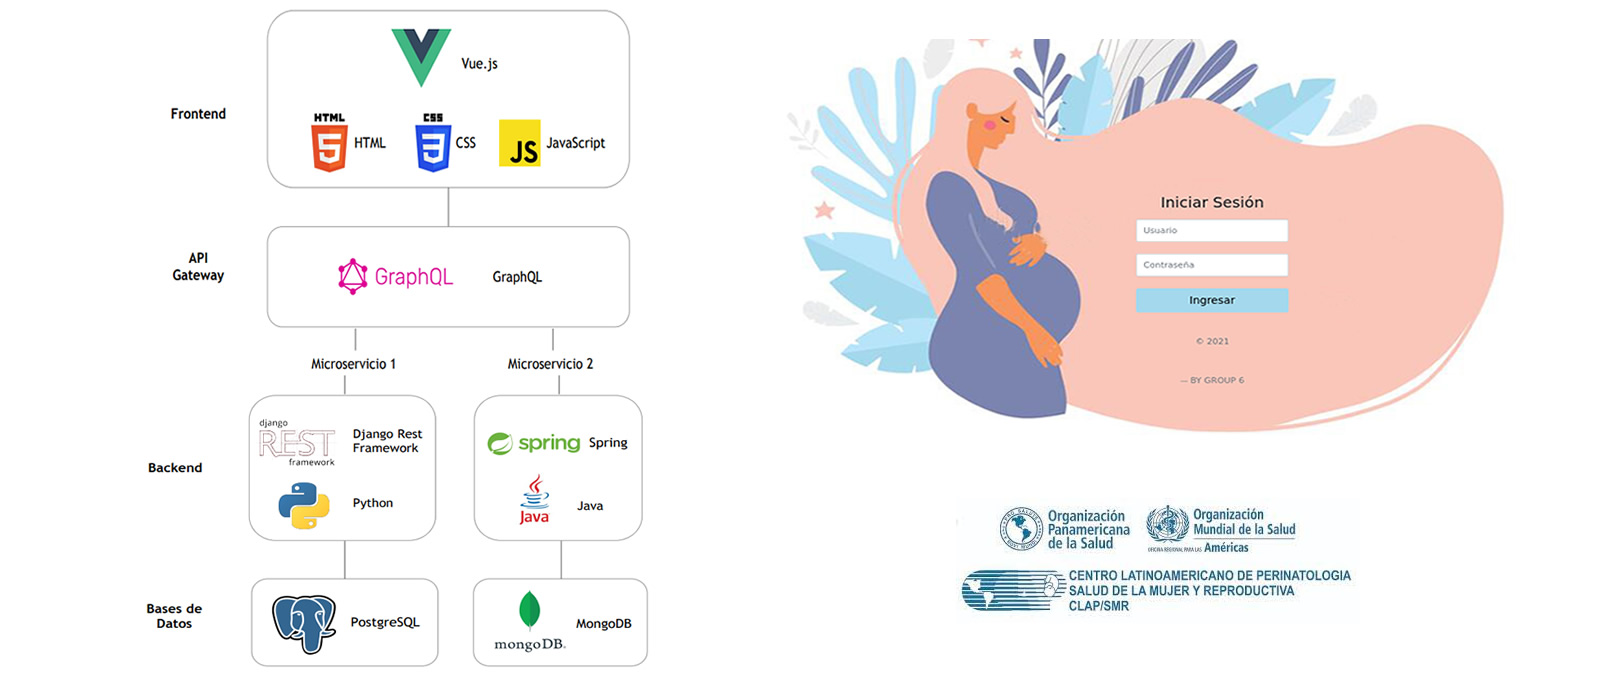 Vue.js
Frontend
HTML
HTML
CSS
CSS
JS
JavaScript
API
Gateway
GraphQL
GraphQL
Microservicio 1
Microservicio 2
Backend
django
REST
framework
Django Rest
Framework
Python
spring
Spring
Java
Java
Bases de
Datos
PostgreSQL
mongoDB.
MongoDB
Iniciar Sesión
Usuario
Contraseña
Ingresar
© 2021
— BY GROUP 6
Organización
Panamericana
de la Salud
Organización
Mundial de la Salud
OFICINA REGIONAL PARA LAS Américas
CENTRO LATINOAMERICANO DE PERINATOLOGIA
SALUD DE LA MUJER Y REPRODUCTIVA
CLAP/SMR